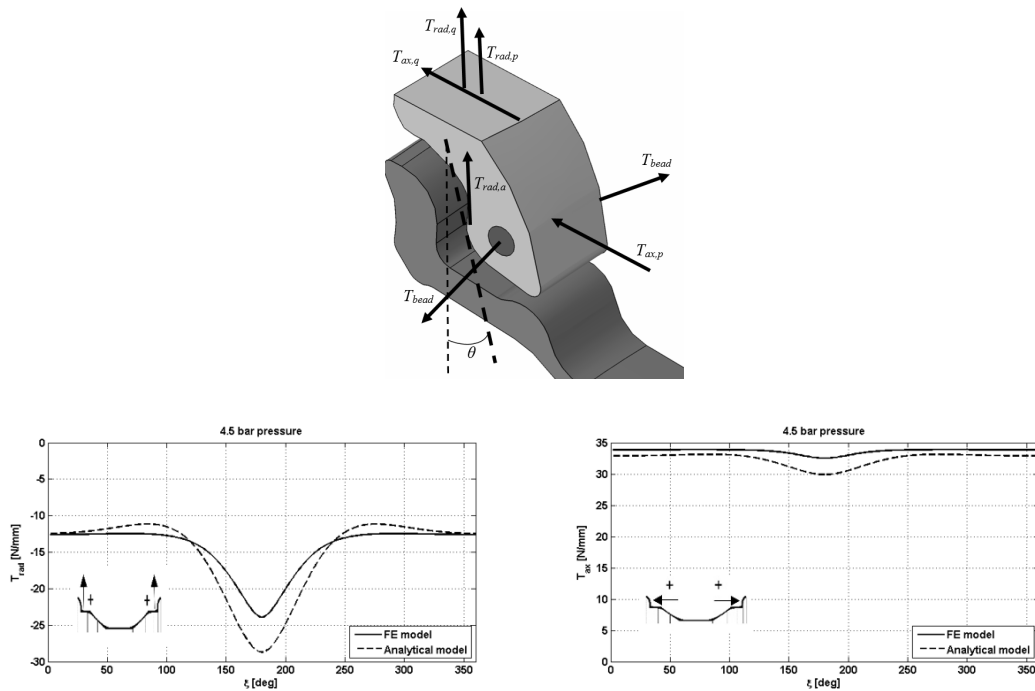 T_rad,q
T_rad,p
T_ax,q
T_bead
T_rad,a
T_ax,p
T_bead
θ
4.5 bar pressure
0
-5
-10
-15
-20
-25
-30
T_rad [N/mm]
+ +
FE model
Analytical model
0 50 100 150 200 250 300 350
ξ [deg]
4.5 bar pressure
35
30
25
20
15
10
5
0
T_ax [N/mm]
+ +
FE model
Analytical model
0 50 100 150 200 250 300 350
ξ [deg]